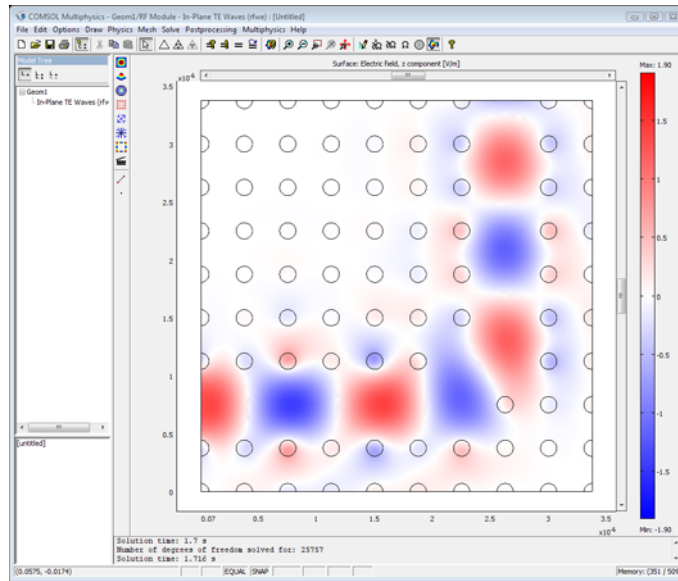 COMSOL Multiphysics - Geom1/RF Module - In-Plane TE Waves (rfwe) : [Untitled]
File Edit Options Draw Physics Mesh Solve Postprocessing Multiphysics Help
Model Tree
Geom1
In-Plane TE Waves (rfw
[untitled]
×10⁻⁶
Surface: Electric field, z component [V/m]
Max: 1.90
3.5
3
2.5
2
1.5
1
0.5
0
0.07 0.5 1 1.5 2 2.5 3 3.5
×10⁻⁶
1.5
1
0.5
0
-0.5
-1
-1.5
Min: -1.90
Solution time: 1.7 s
Number of degrees of freedom solved for: 25757
Solution time: 1.716 s
(0.0575, -0.0174)
EQUAL SNAP
Memory: (351 / 509